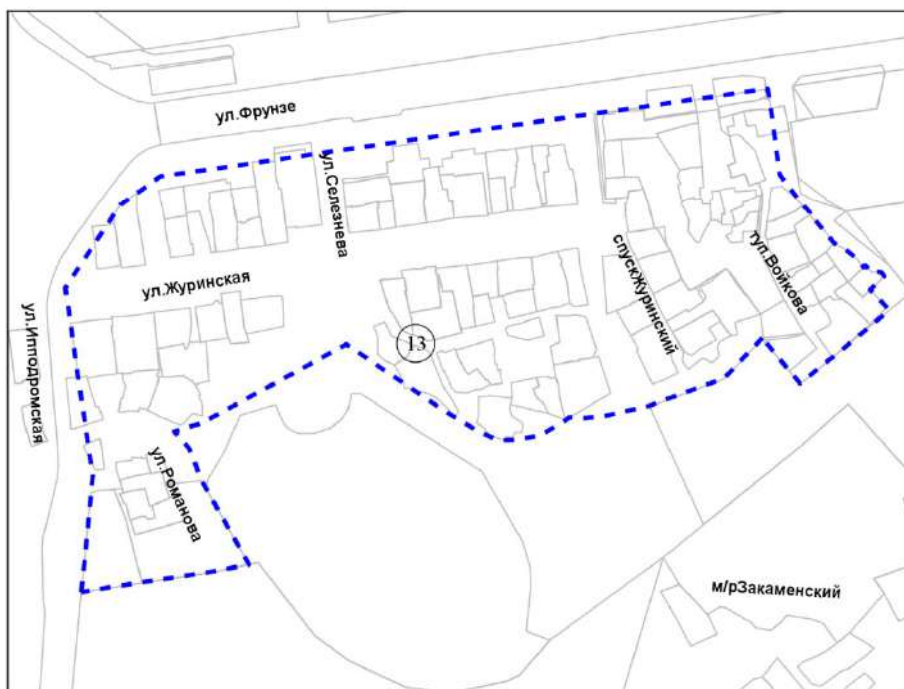 ул.Фрунзе
ул.Селезнева
ул.Журинская
спускЖуринский
туп.Войкова
ул.Ипподромская
13
ул.Романова
м/рЗакаменский